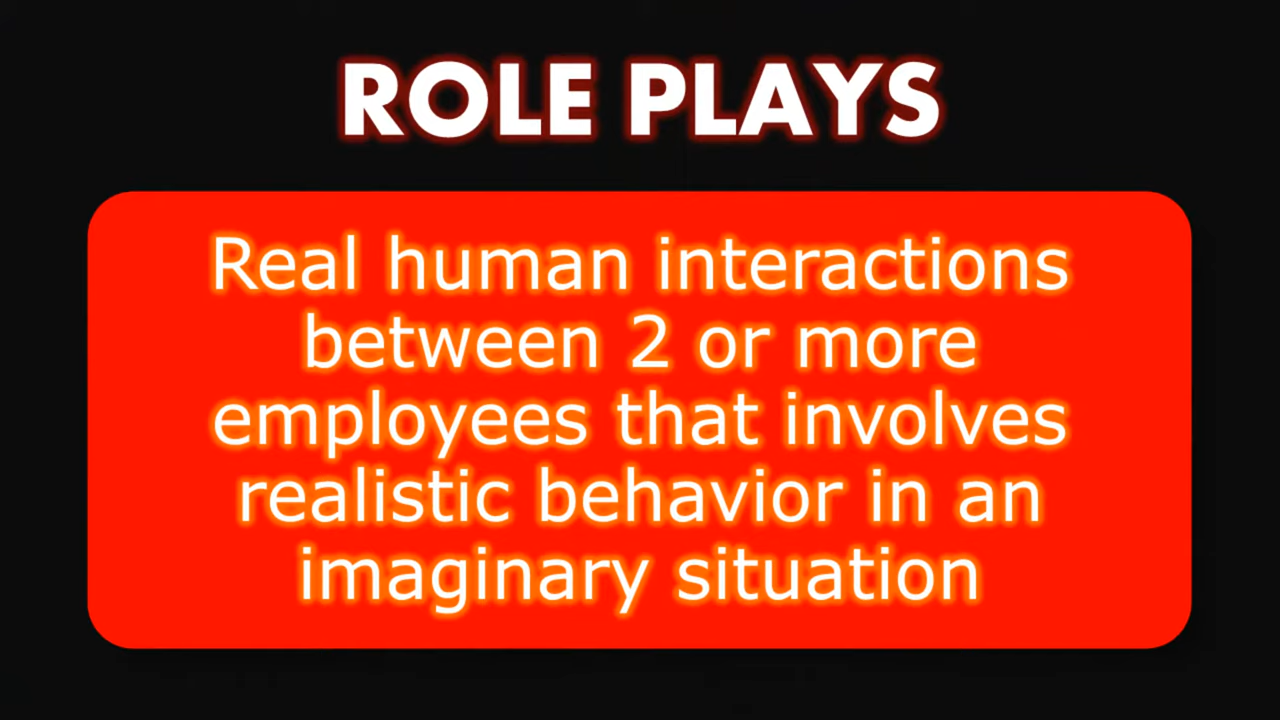 ROLE PLAYS
Real human interactions
between 2 or more
employees that involves
realistic behavior in an
imaginary situation